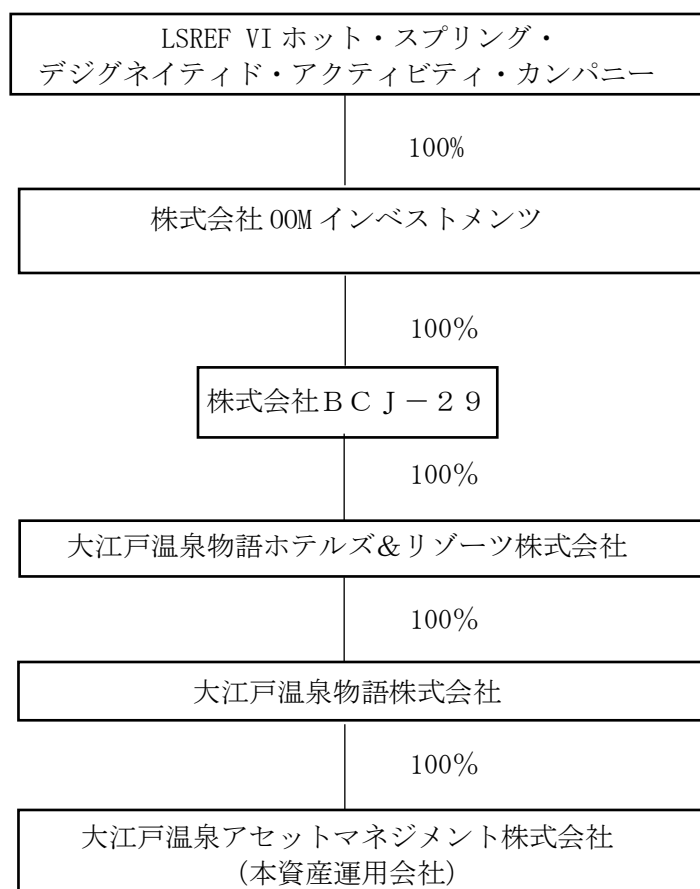 LSREF VI ホット・スプリング・
デジグネイティド・アクティビティ・カンパニー
100%
株式会社 OOM インベストメンツ
100%
株式会社ＢＣＪ－２９
100%
大江戸温泉物語ホテルズ＆リゾーツ株式会社
100%
大江戸温泉物語株式会社
100%
大江戸温泉アセットマネジメント株式会社
(本資産運用会社)